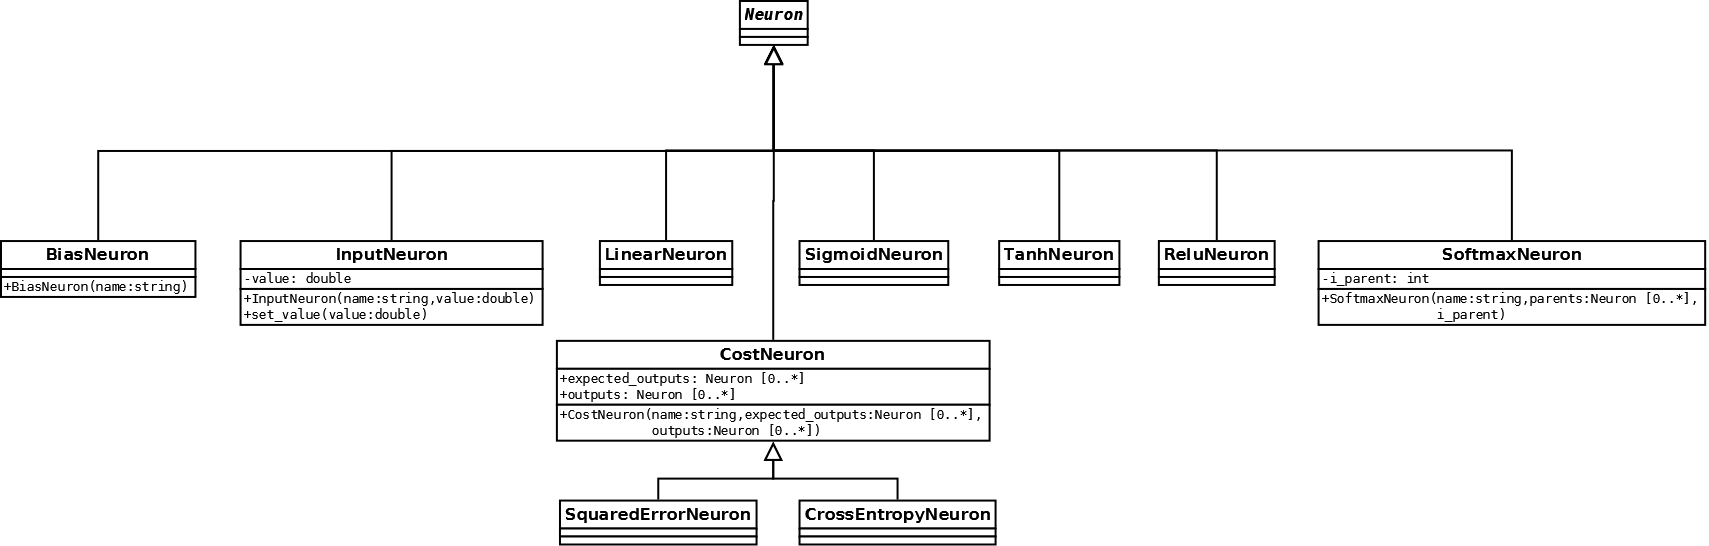 Neuron
BiasNeuron
+BiasNeuron(name:string)
InputNeuron
-value: double
+InputNeuron(name:string,value:double)
+set_value(value:double)
LinearNeuron
SigmoidNeuron
TanhNeuron
ReluNeuron
SoftmaxNeuron
-i_parent: int
+SoftmaxNeuron(name:string,parents:Neuron [0..*],
i_parent)
CostNeuron
+expected_outputs: Neuron [0..*]
+outputs: Neuron [0..*]
+CostNeuron(name:string,expected_outputs:Neuron [0..*],
outputs:Neuron [0..*])
SquaredErrorNeuron
CrossEntropyNeuron